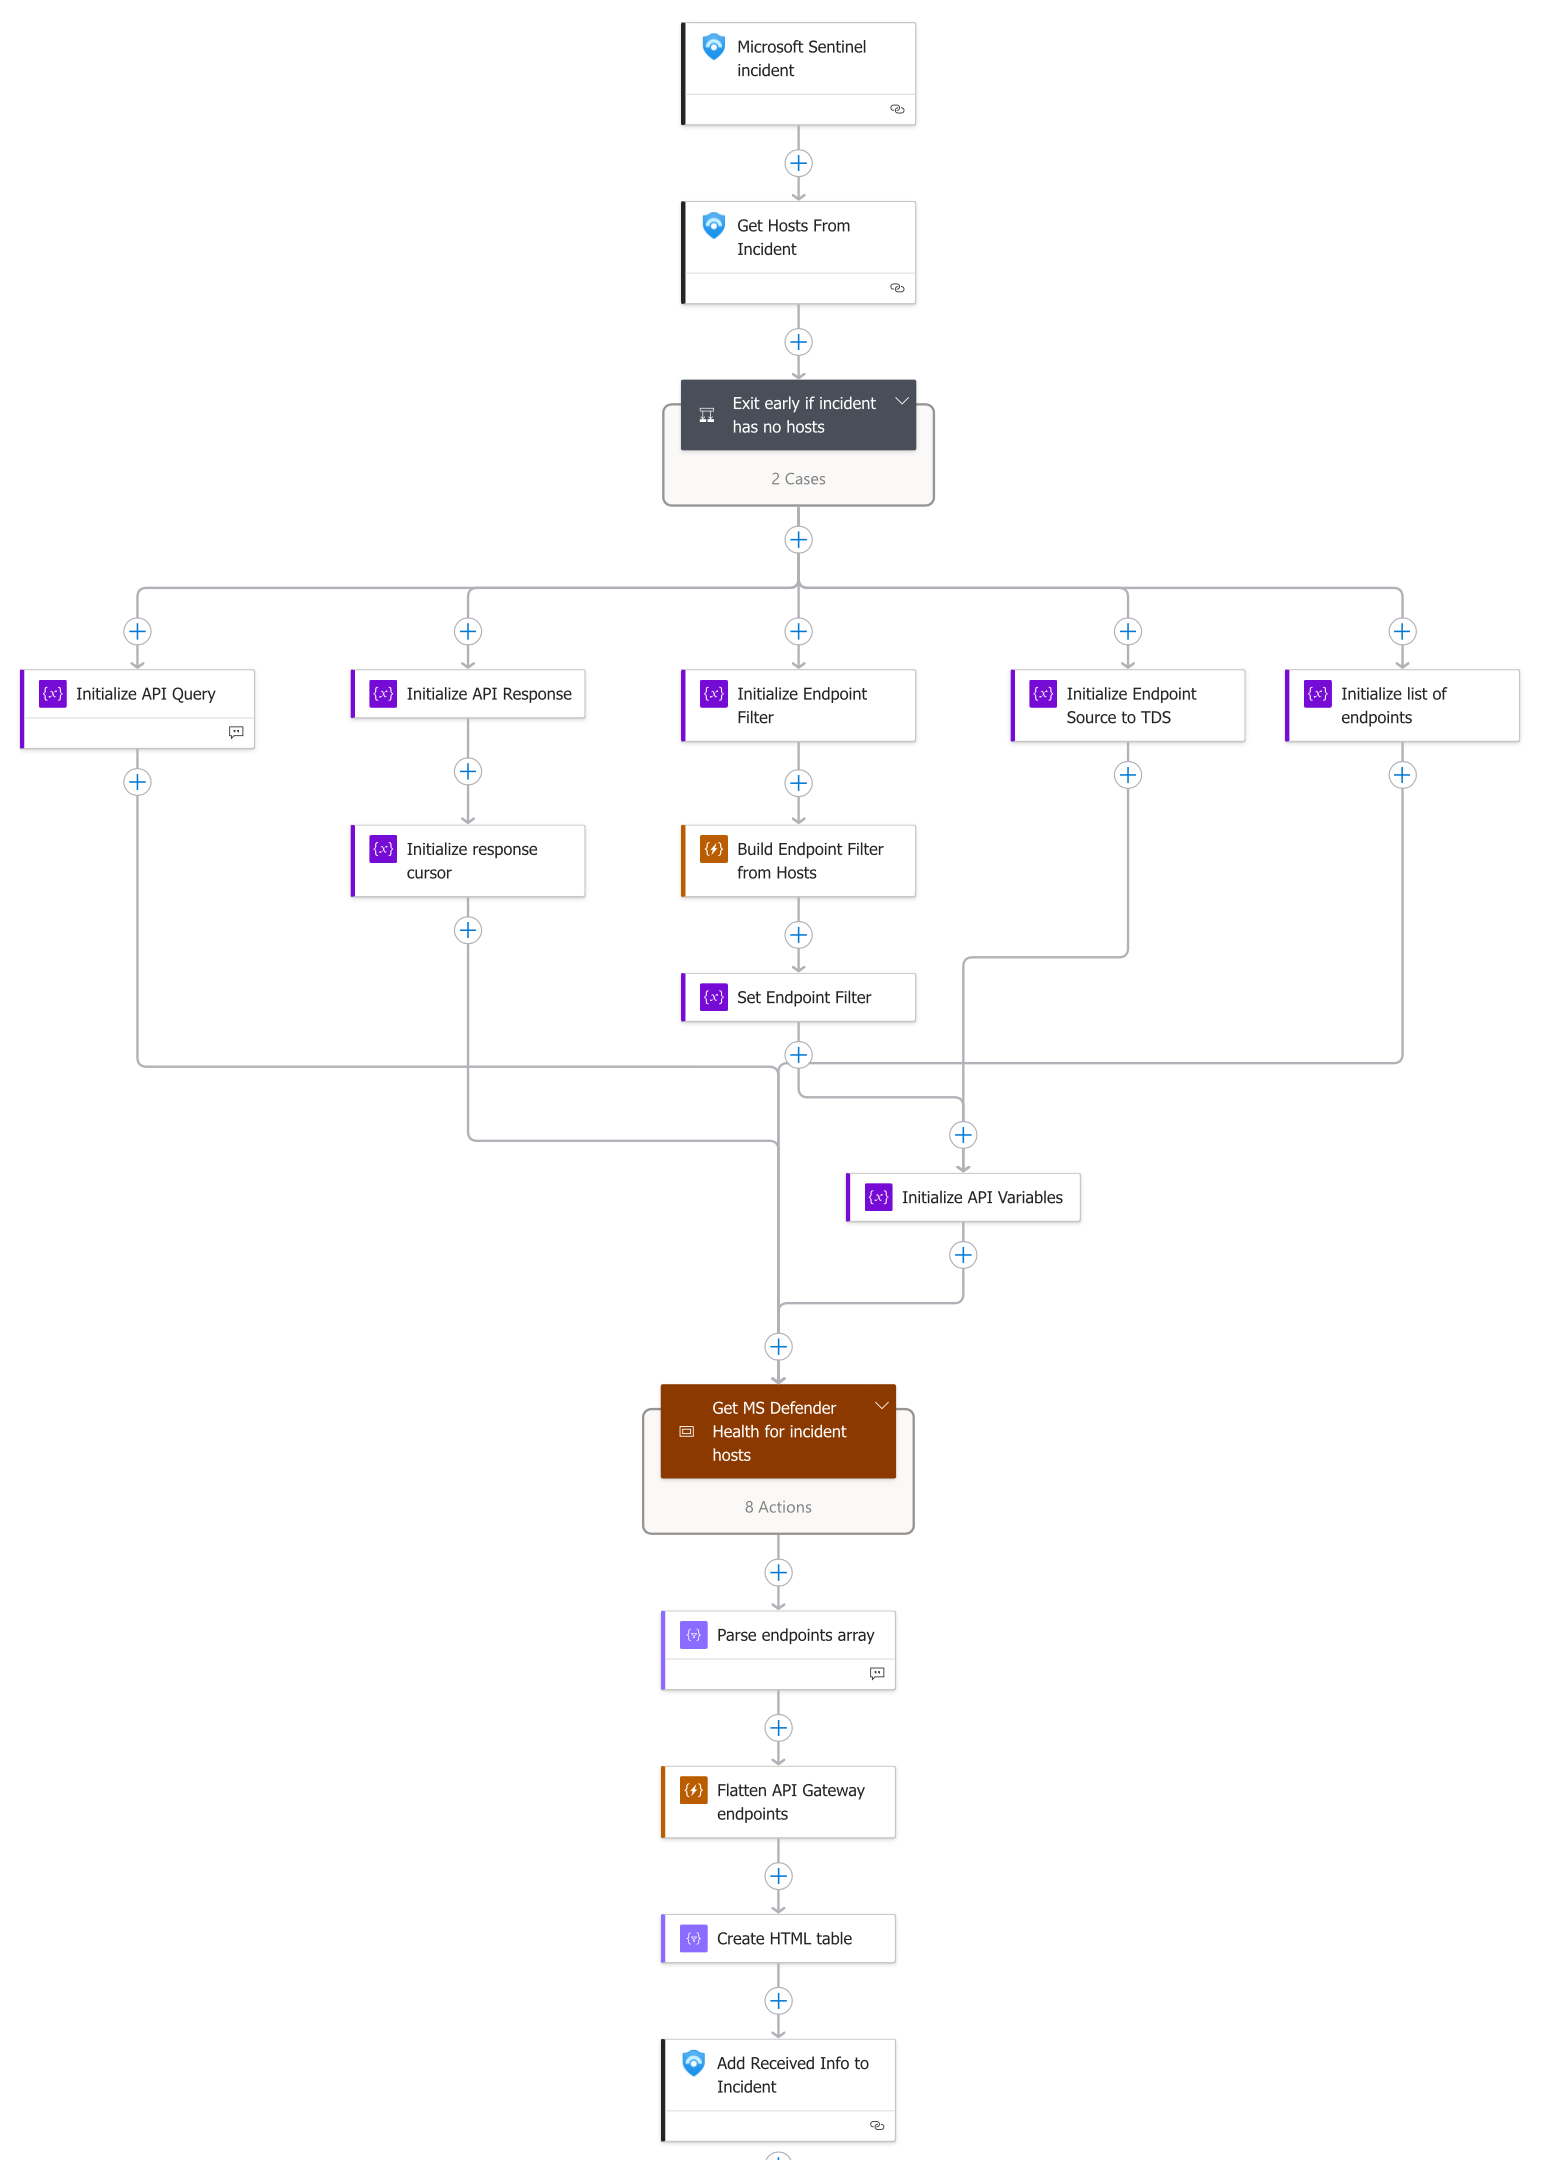 Microsoft Sentinel
incident
Get Hosts From
Incident
Exit early if incident
has no hosts
2 Cases
Initialize API Query
{x}
Initialize API Response
{x}
Initialize Endpoint
Filter
{x}
Initialize Endpoint
Source to TDS
{x}
Initialize list of
endpoints
{x}
Initialize response
cursor
{x}
Build Endpoint Filter
from Hosts
Set Endpoint Filter
{x}
Initialize API Variables
{x}
Get MS Defender
Health for incident
hosts
8 Actions
Parse endpoints array
Flatten API Gateway
endpoints
Create HTML table
Add Received Info to
Incident